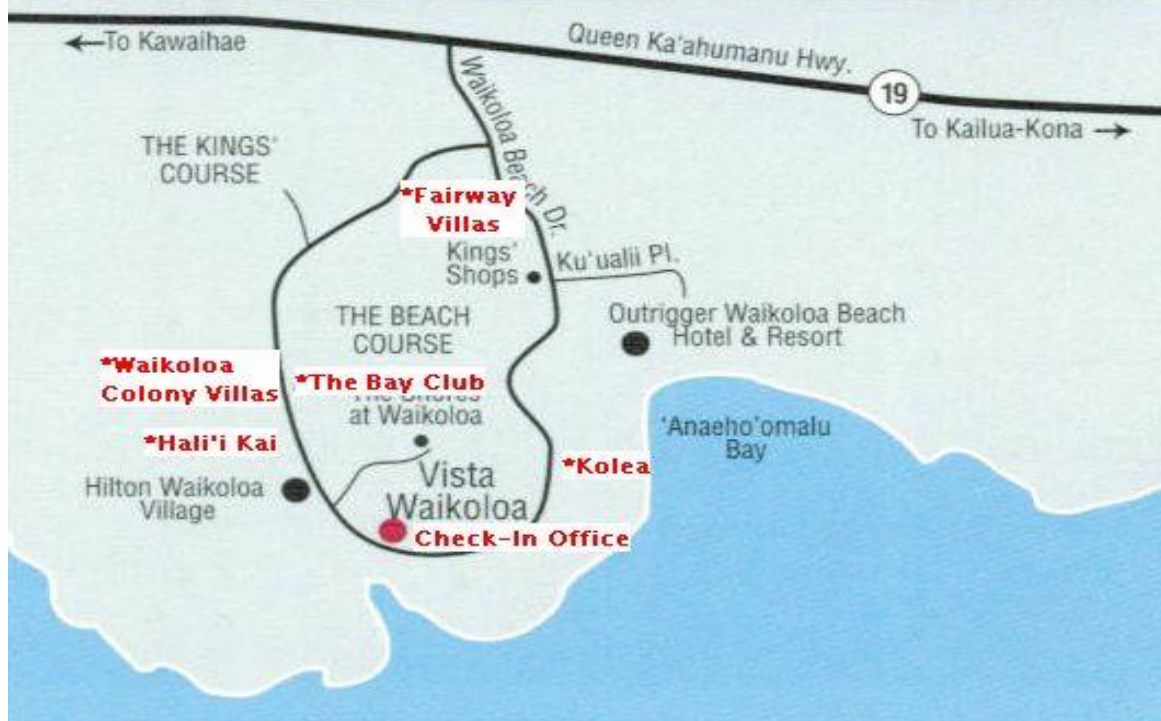 ←To Kawaihae
Queen Ka'ahumanu Hwy.
19
To Kailua-Kona →
Waikoloa Beach Dr.
THE KINGS'
COURSE
*Fairway
Villas
Kings'
Shops
Ku'ualii Pl.
THE BEACH
COURSE
Outrigger Waikoloa Beach
Hotel & Resort
*Waikoloa
Colony Villas
*The Bay Club
The Shores
at Waikoloa
'Anaeho'omalu
Bay
*Hali'i Kai
*Kolea
Hilton Waikoloa
Village
Vista
Waikoloa
Check-In Office